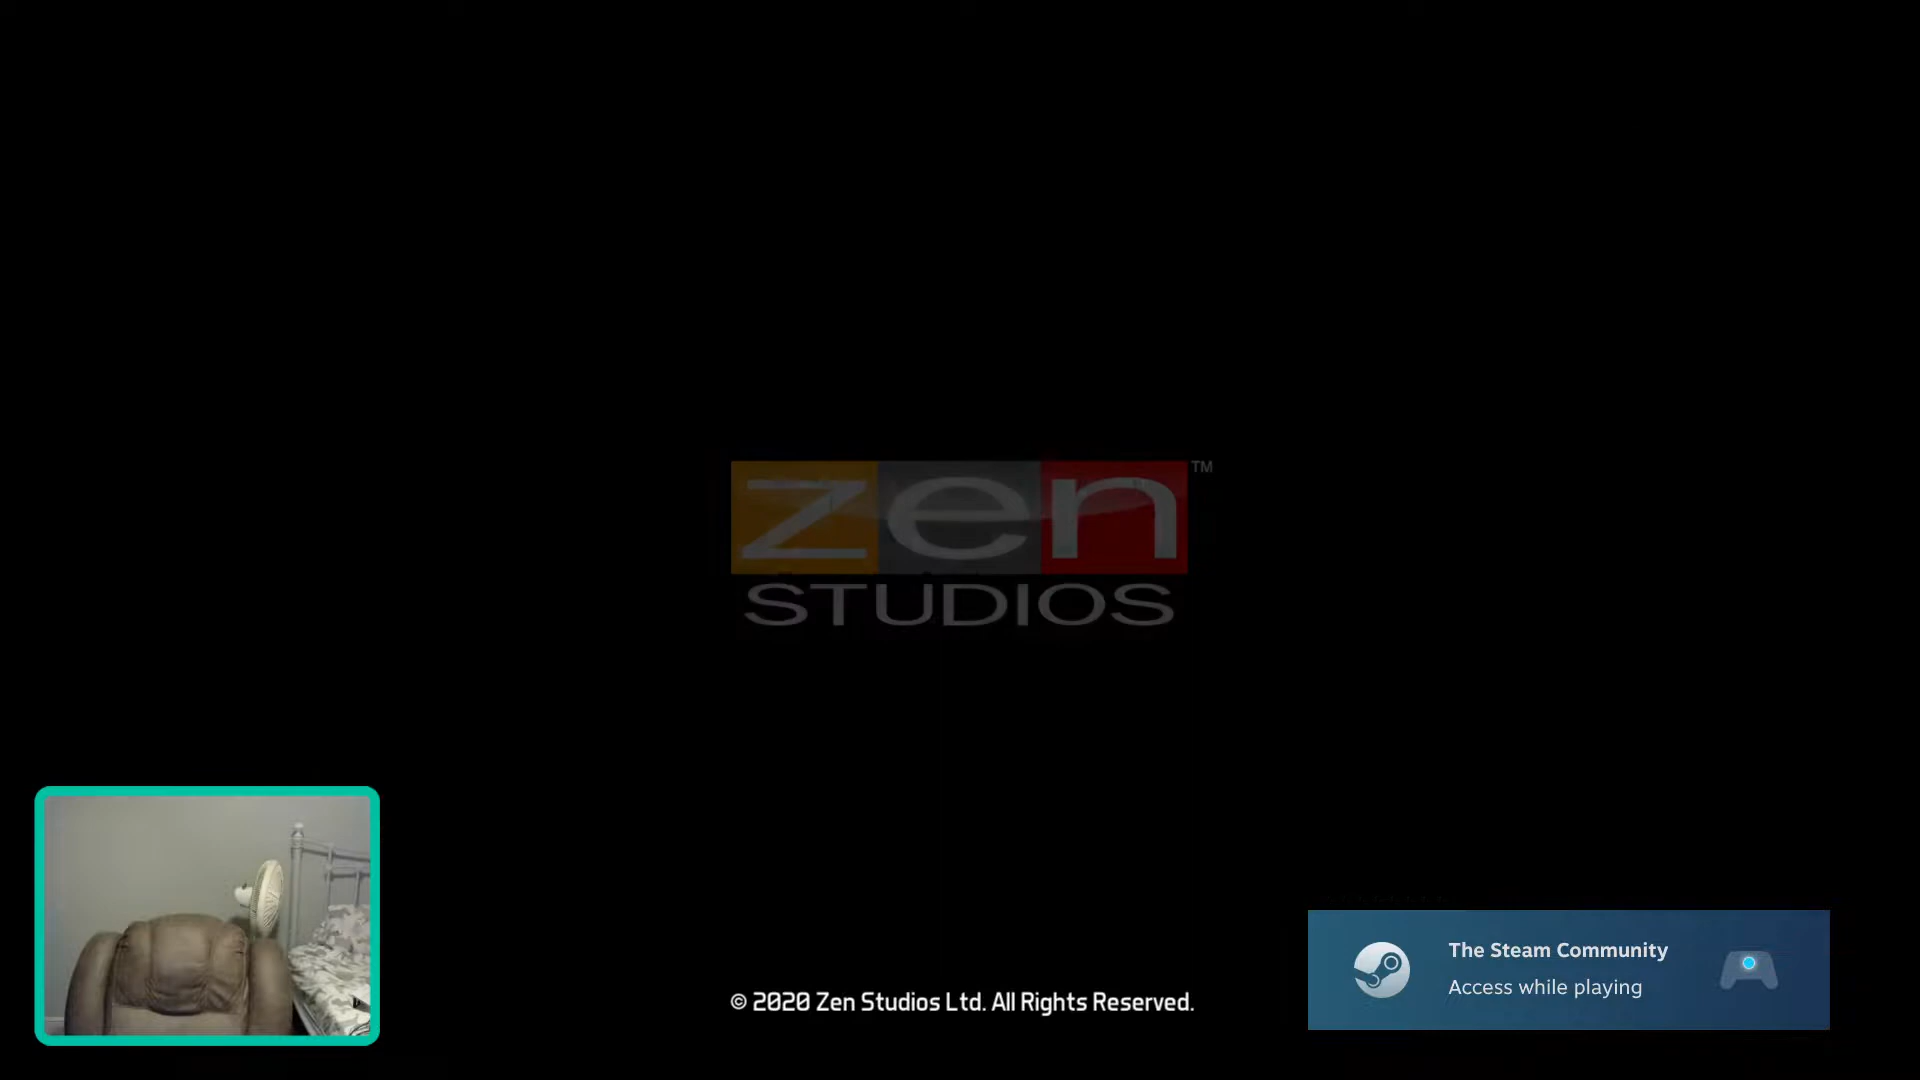 zen™
STUDIOS
The Steam Community
Access while playing
© 2020 Zen Studios Ltd. All Rights Reserved.